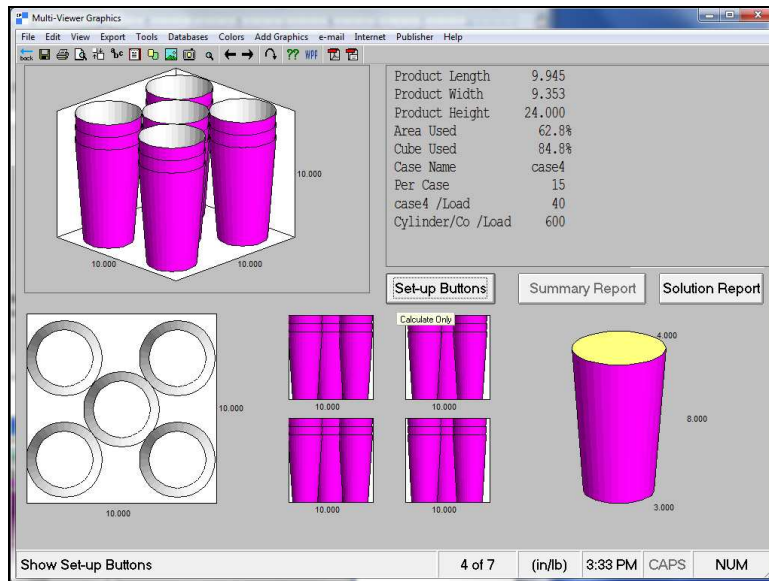 Multi-Viewer Graphics
File Edit View Export Tools Databases Colors Add Graphics e-mail Internet Publisher Help
back ?? WPF
10.000
10.000 10.000
Product Length 9.945
Product Width 9.353
Product Height 24.000
Area Used 62.8%
Cube Used 84.8%
Case Name case4
Per Case 15
case4 /Load 40
Cylinder/Co /Load 600
Set-up Buttons Summary Report Solution Report
Calculate Only
10.000
10.000
10.000 10.000
10.000 10.000
4.000
8.000
3.000
Show Set-up Buttons 4 of 7 (in/lb) 3:33 PM CAPS NUM